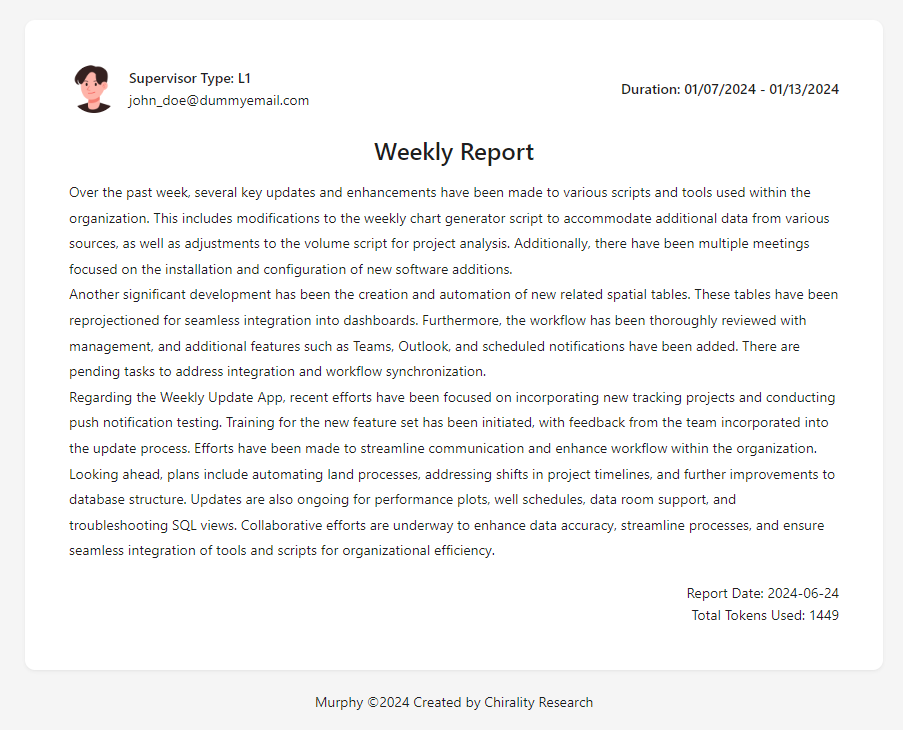 Supervisor Type: L1
john_doe@dummyemail.com
Duration: 01/07/2024 - 01/13/2024
Weekly Report
Over the past week, several key updates and enhancements have been made to various scripts and tools used within the
organization. This includes modifications to the weekly chart generator script to accommodate additional data from various
sources, as well as adjustments to the volume script for project analysis. Additionally, there have been multiple meetings
focused on the installation and configuration of new software additions.
Another significant development has been the creation and automation of new related spatial tables. These tables have been
reprojectioned for seamless integration into dashboards. Furthermore, the workflow has been thoroughly reviewed with
management, and additional features such as Teams, Outlook, and scheduled notifications have been added. There are
pending tasks to address integration and workflow synchronization.
Regarding the Weekly Update App, recent efforts have been focused on incorporating new tracking projects and conducting
push notification testing. Training for the new feature set has been initiated, with feedback from the team incorporated into
the update process. Efforts have been made to streamline communication and enhance workflow within the organization.
Looking ahead, plans include automating land processes, addressing shifts in project timelines, and further improvements to
database structure. Updates are also ongoing for performance plots, well schedules, data room support, and
troubleshooting SQL views. Collaborative efforts are underway to enhance data accuracy, streamline processes, and ensure
seamless integration of tools and scripts for organizational efficiency.
Report Date: 2024-06-24
Total Tokens Used: 1449
Murphy ©2024 Created by Chirality Research